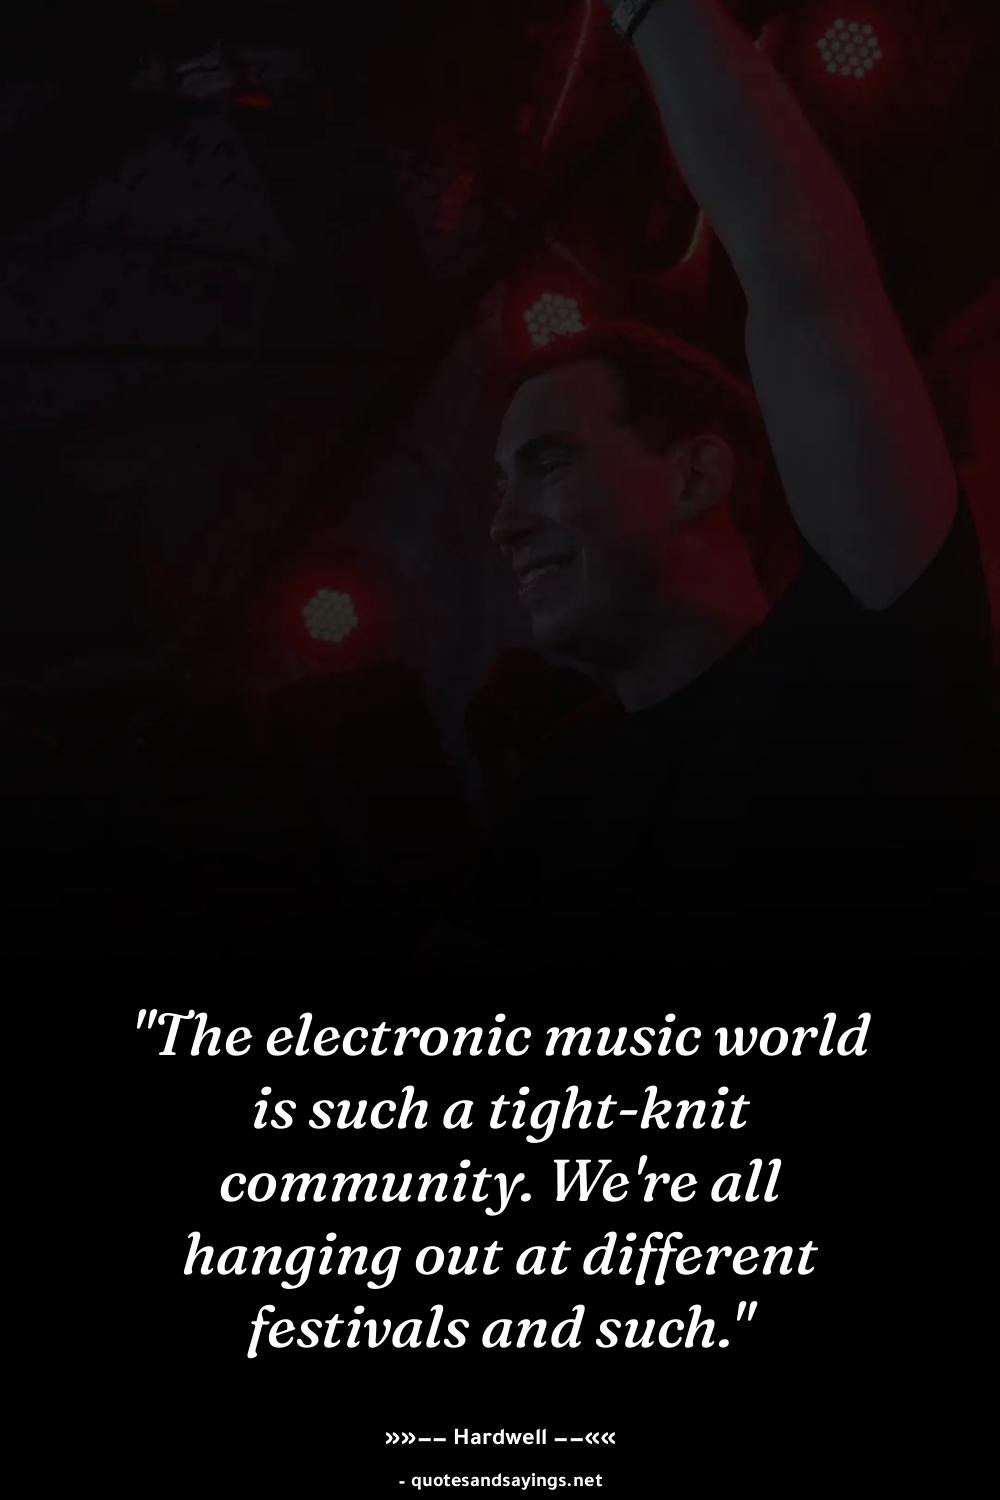 "The electronic music world
is such a tight-knit
community. We're all
hanging out at different
festivals and such."
»»−− Hardwell −−««
- quotesandsayings.net